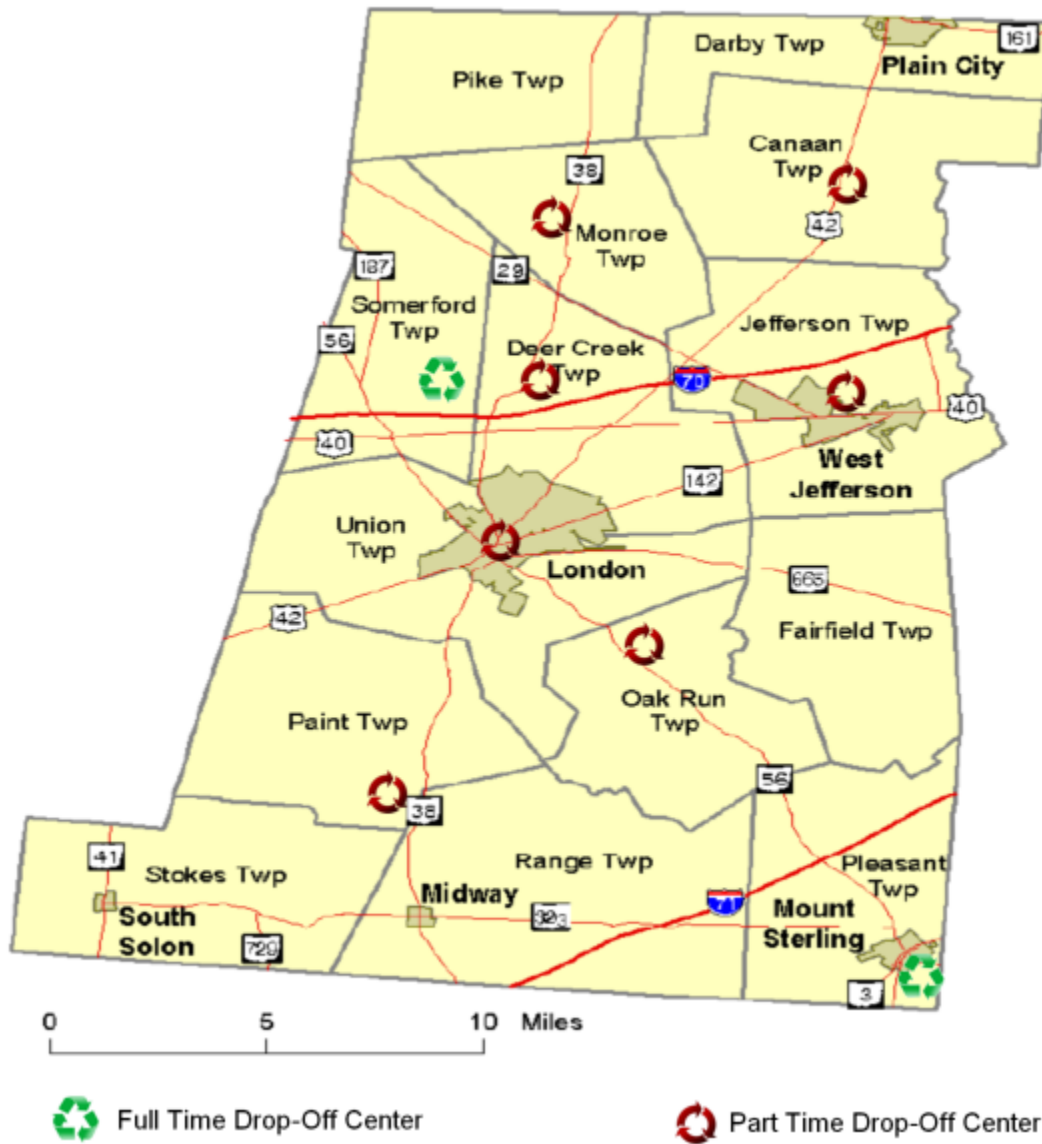 Darby Twp
161
Plain City
Pike Twp
Canaan
Twp
38
42
Monroe
Twp
187
29
Somerford
Twp
Jefferson Twp
56
Deer Creek
Twp
70
40
40
West
Jefferson
142
Union
Twp
London
665
42
Fairfield Twp
Oak Run
Twp
Paint Twp
56
38
41
Stokes Twp
Range Twp
Pleasant
Twp
Midway
71
Mount
Sterling
South
Solon
729
3
0 5 10 Miles
Full Time Drop-Off Center
Part Time Drop-Off Center